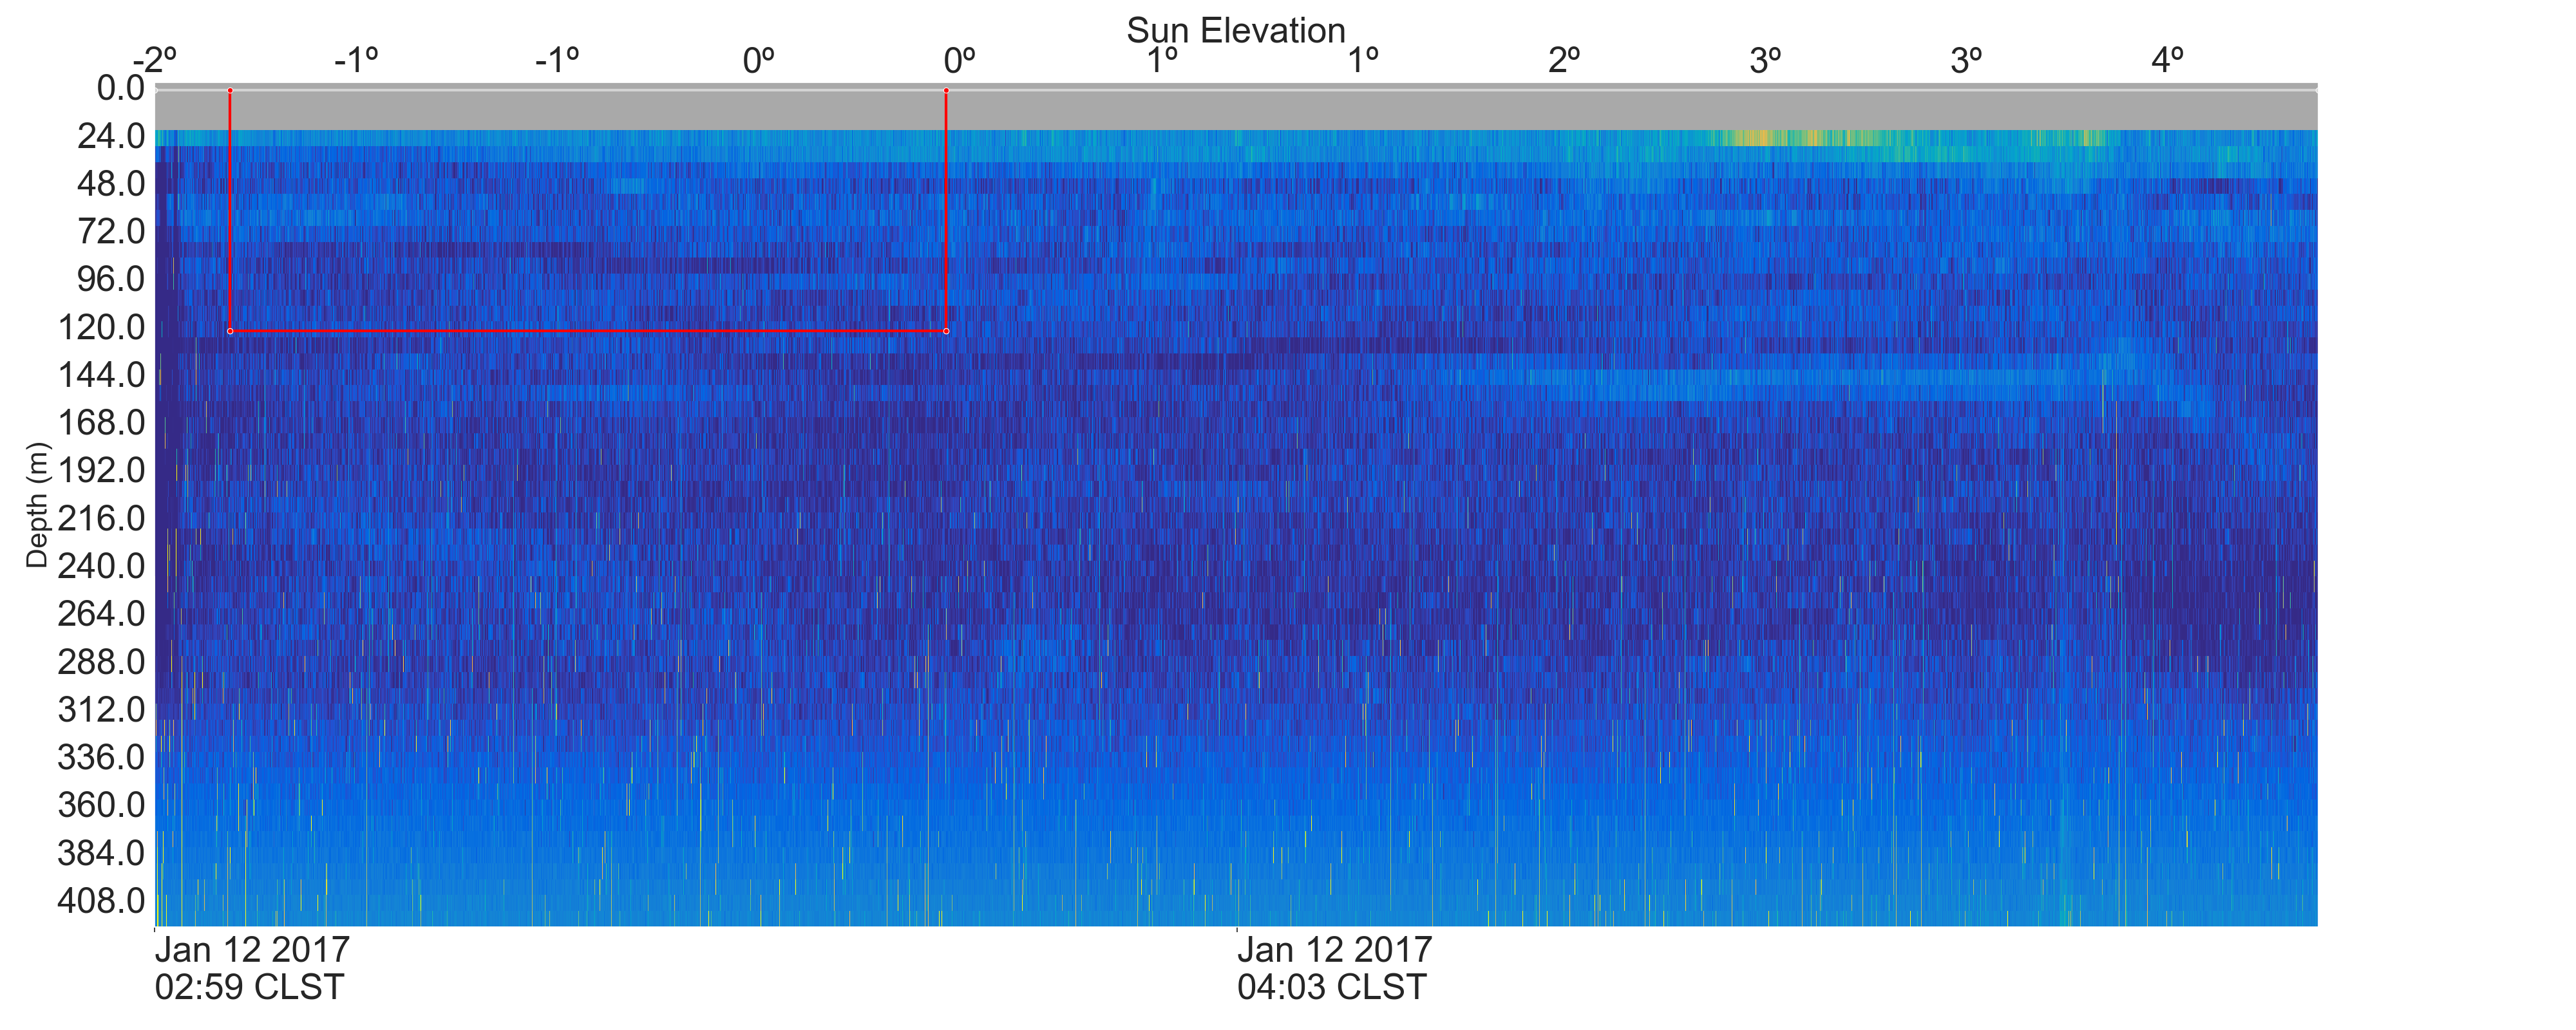 Sun Elevation
-2º -1º -1º 0º 0º 1º 1º 2º 3º 3º 4º
0.0
24.0
48.0
72.0
96.0
120.0
144.0
168.0
192.0
216.0
240.0
264.0
288.0
312.0
336.0
360.0
384.0
408.0
Depth (m)
Jan 12 2017
02:59 CLST
Jan 12 2017
04:03 CLST